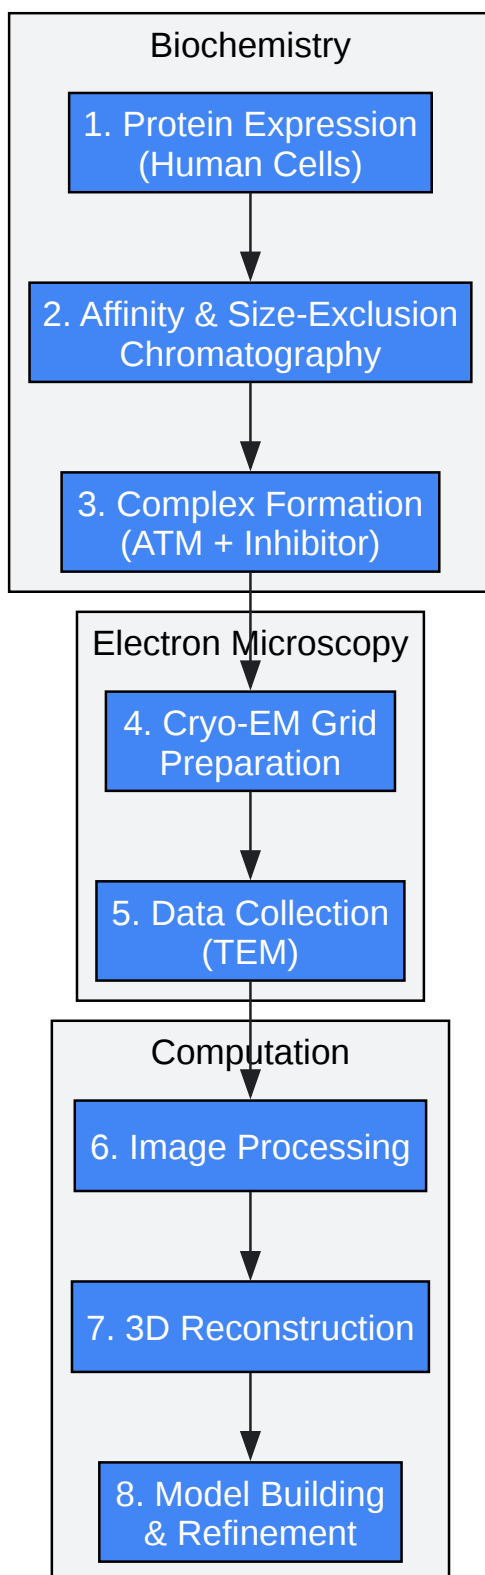 Biochemistry
1. Protein Expression
(Human Cells)
2. Affinity & Size-Exclusion
Chromatography
3. Complex Formation
(ATM + Inhibitor)
Electron Microscopy
4. Cryo-EM Grid
Preparation
5. Data Collection
(TEM)
Computation
6. Image Processing
7. 3D Reconstruction
8. Model Building
& Refinement